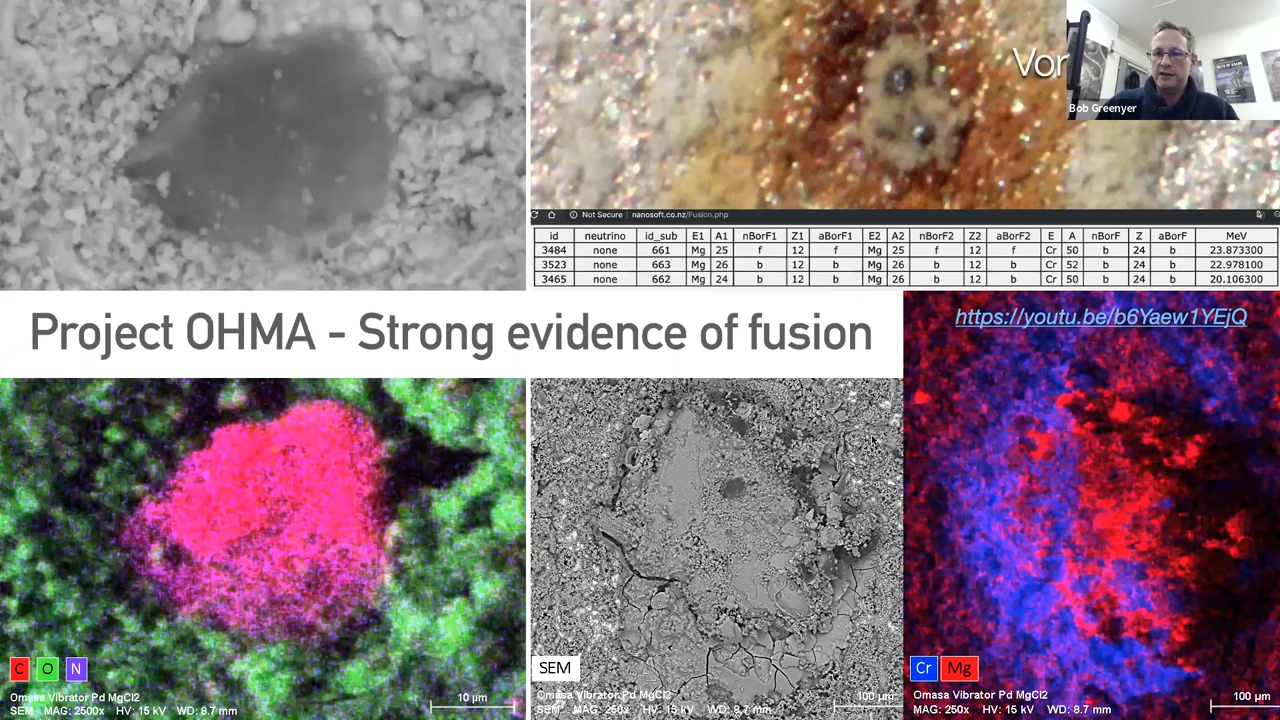 Vor
Bob Greenyer
Not Secure | nanosoft.co.nz/Fusion.php
id neutrino id_sub E1 A1 nBorF1 Z1 aBorF1 E2 A2 nBorF2 Z2 aBorF2 E A nBorF Z aBorF MeV
3484 none 661 Mg 25 f 12 f Mg 25 f 12 f Cr 50 b 24 b 23.873300
3523 none 663 Mg 26 b 12 b Mg 26 b 12 b Cr 52 b 24 b 22.978100
3465 none 662 Mg 24 b 12 b Mg 26 b 12 b Cr 50 b 24 b 20.106300
Project OHMA - Strong evidence of fusion
https://youtu.be/b6Yaew1YEjQ
C O N
Omasa Vibrator Pd MgCl2
SEM MAG: 2500x HV: 15 kV WD: 8.7 mm
10 µm
SEM
Omasa Vibrator Pd MgCl2
SEM MAG: 250x HV: 15 kV WD: 8.7 mm
100 µm
Cr Mg
Omasa Vibrator Pd MgCl2
SEM MAG: 250x HV: 15 kV WD: 8.7 mm
100 µm